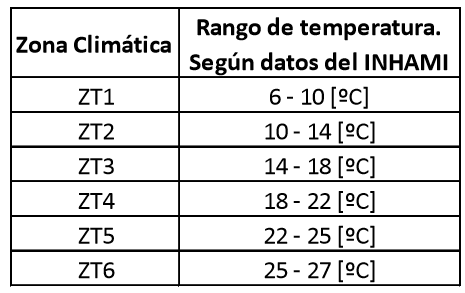 Zona Climática
Rango de temperatura.
Según datos del INHAMI
ZT1 6 - 10 [ºC]
ZT2 10 - 14 [ºC]
ZT3 14 - 18 [ºC]
ZT4 18 - 22 [ºC]
ZT5 22 - 25 [ºC]
ZT6 25 - 27 [ºC]